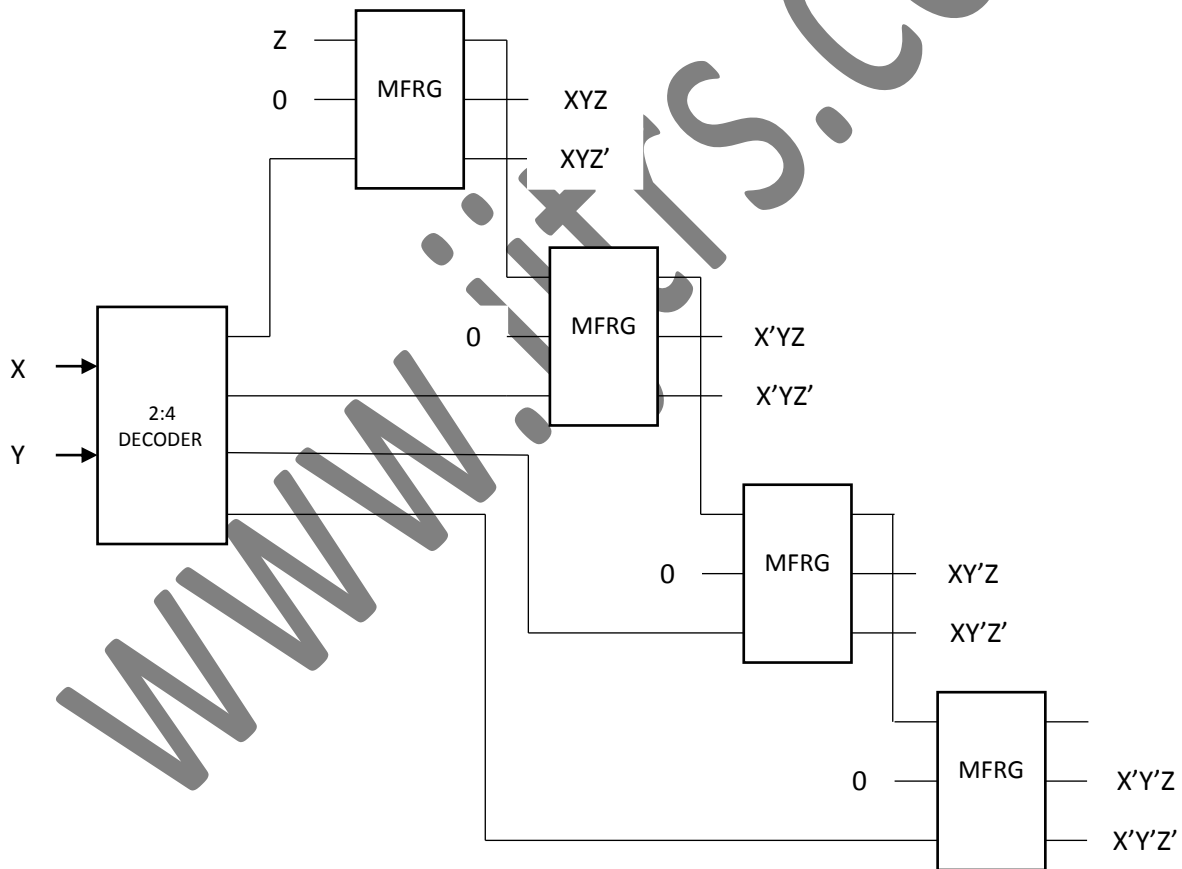 Z
MFRG
0
XYZ
XYZ’
MFRG
0
X’YZ
X’YZ’
X
2:4
DECODER
Y
MFRG
0
XY’Z
XY’Z’
MFRG
0
X’Y’Z
X’Y’Z’